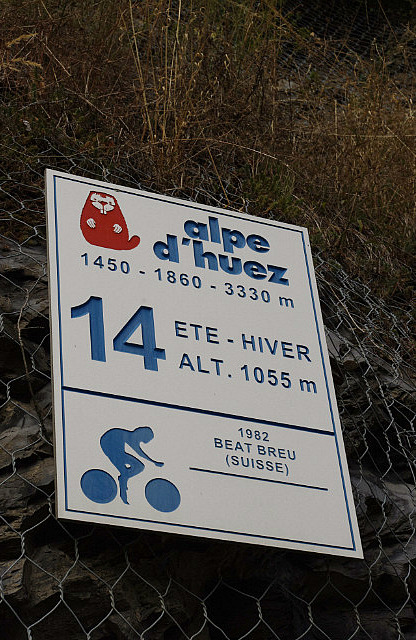 alpe
d'huez
1450 - 1860 - 3330 m
14
ETE - HIVER
ALT. 1055 m
1982
BEAT BREU
(SUISSE)